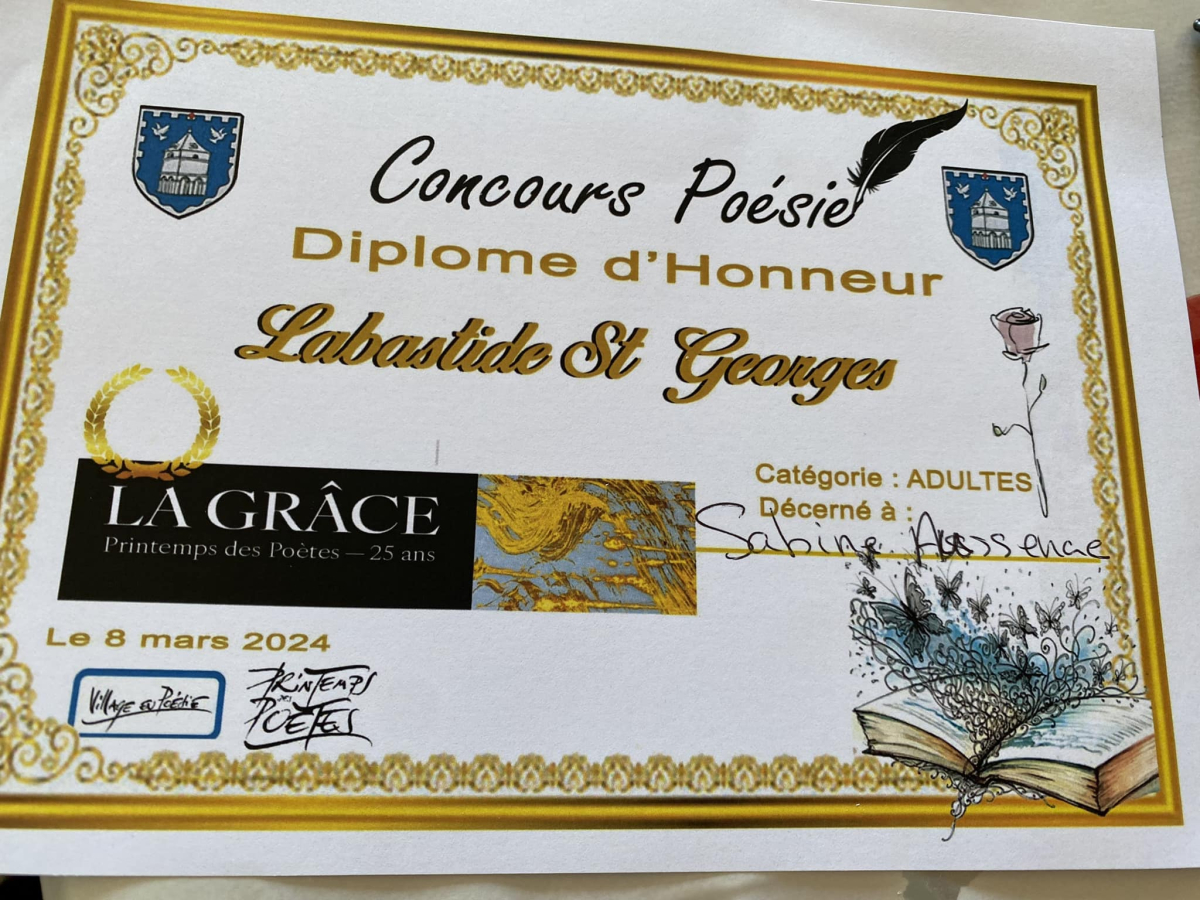 Concours Poésie
Diplome d'Honneur
Labastide St Georges
LA GRÂCE
Printemps des Poètes — 25 ans
Catégorie : ADULTES
Décerné à :
Sabine Aussenac
Le 8 mars 2024
Village en Poésie
PRINTEMPS
DES
POÈTES